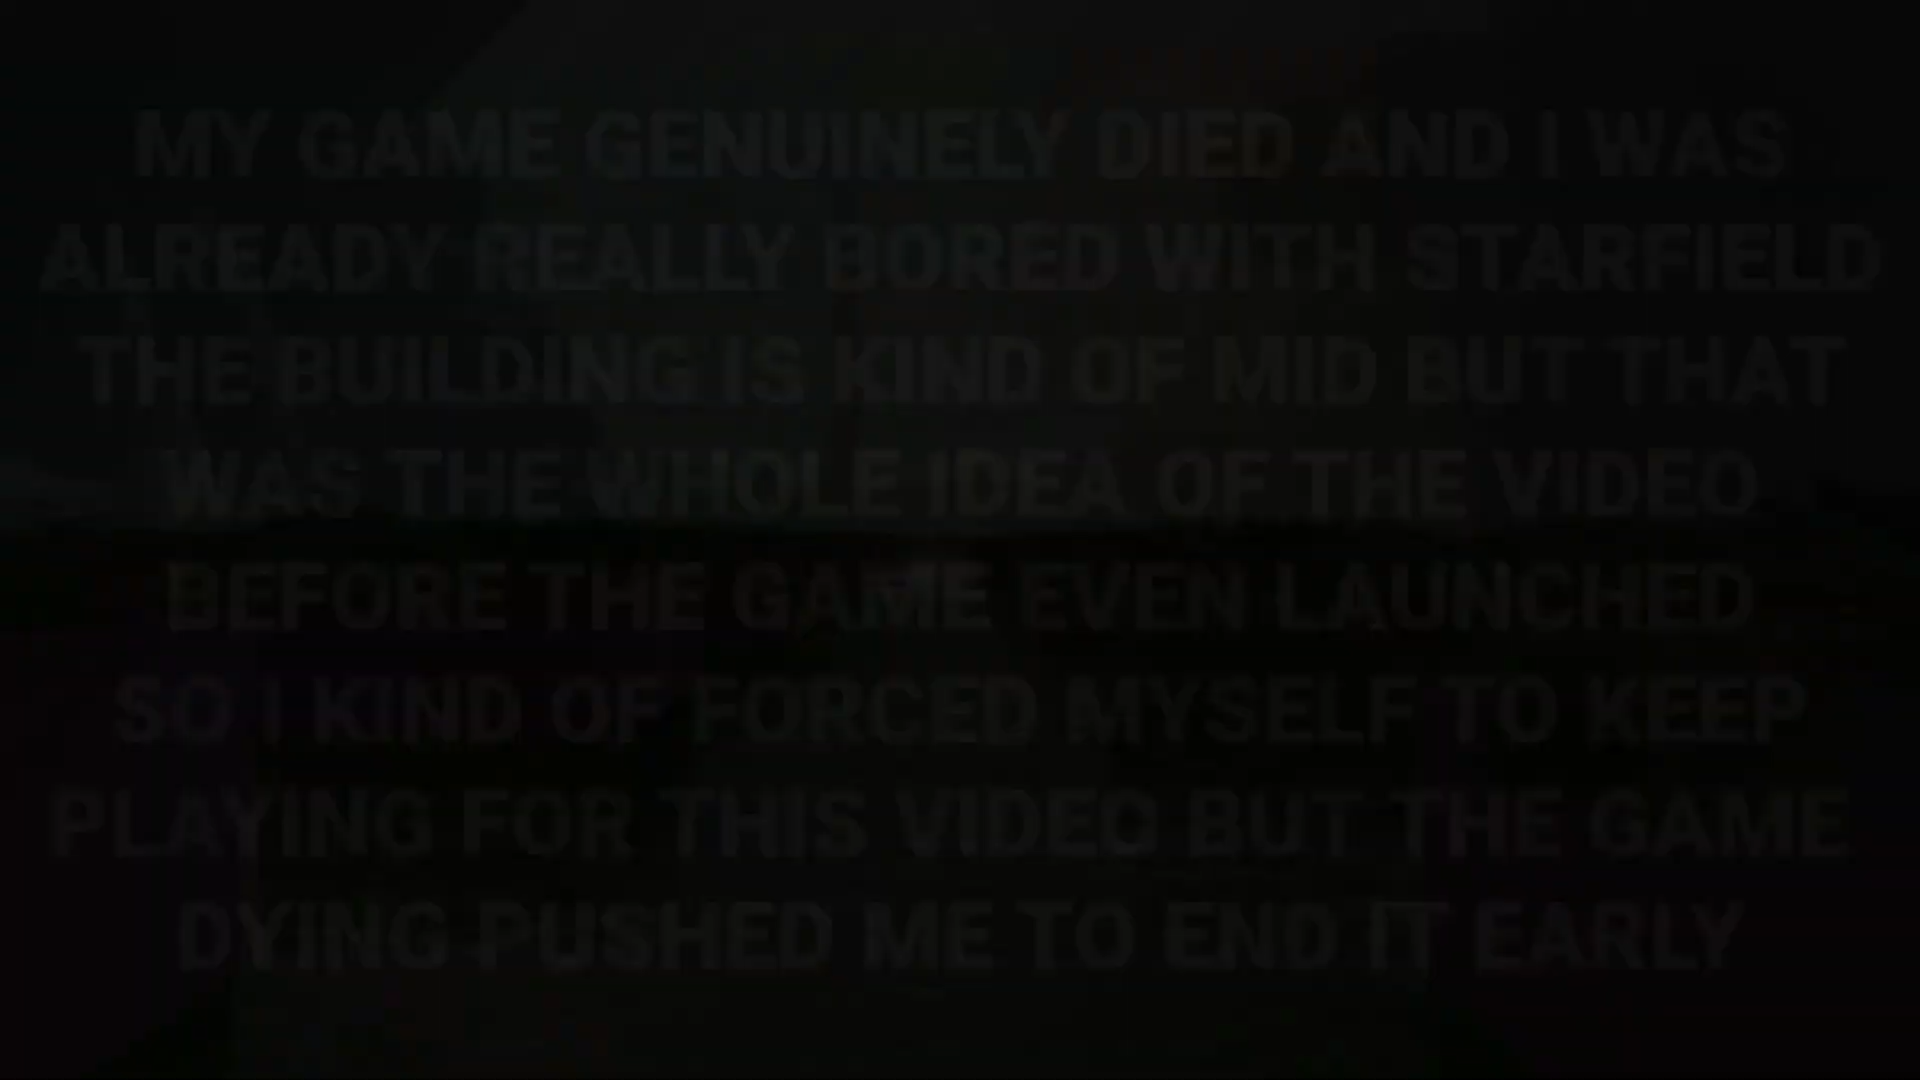 MY GAME GENUINELY DIED AND I WAS
ALREADY REALLY BORED WITH STARFIELD
THE BUILDING IS KIND OF MID BUT THAT
WAS THE WHOLE IDEA OF THE VIDEO
BEFORE THE GAME EVEN LAUNCHED
SO I KIND OF FORCED MYSELF TO KEEP
PLAYING FOR THIS VIDEO BUT THE GAME
DYING PUSHED ME TO END IT EARLY